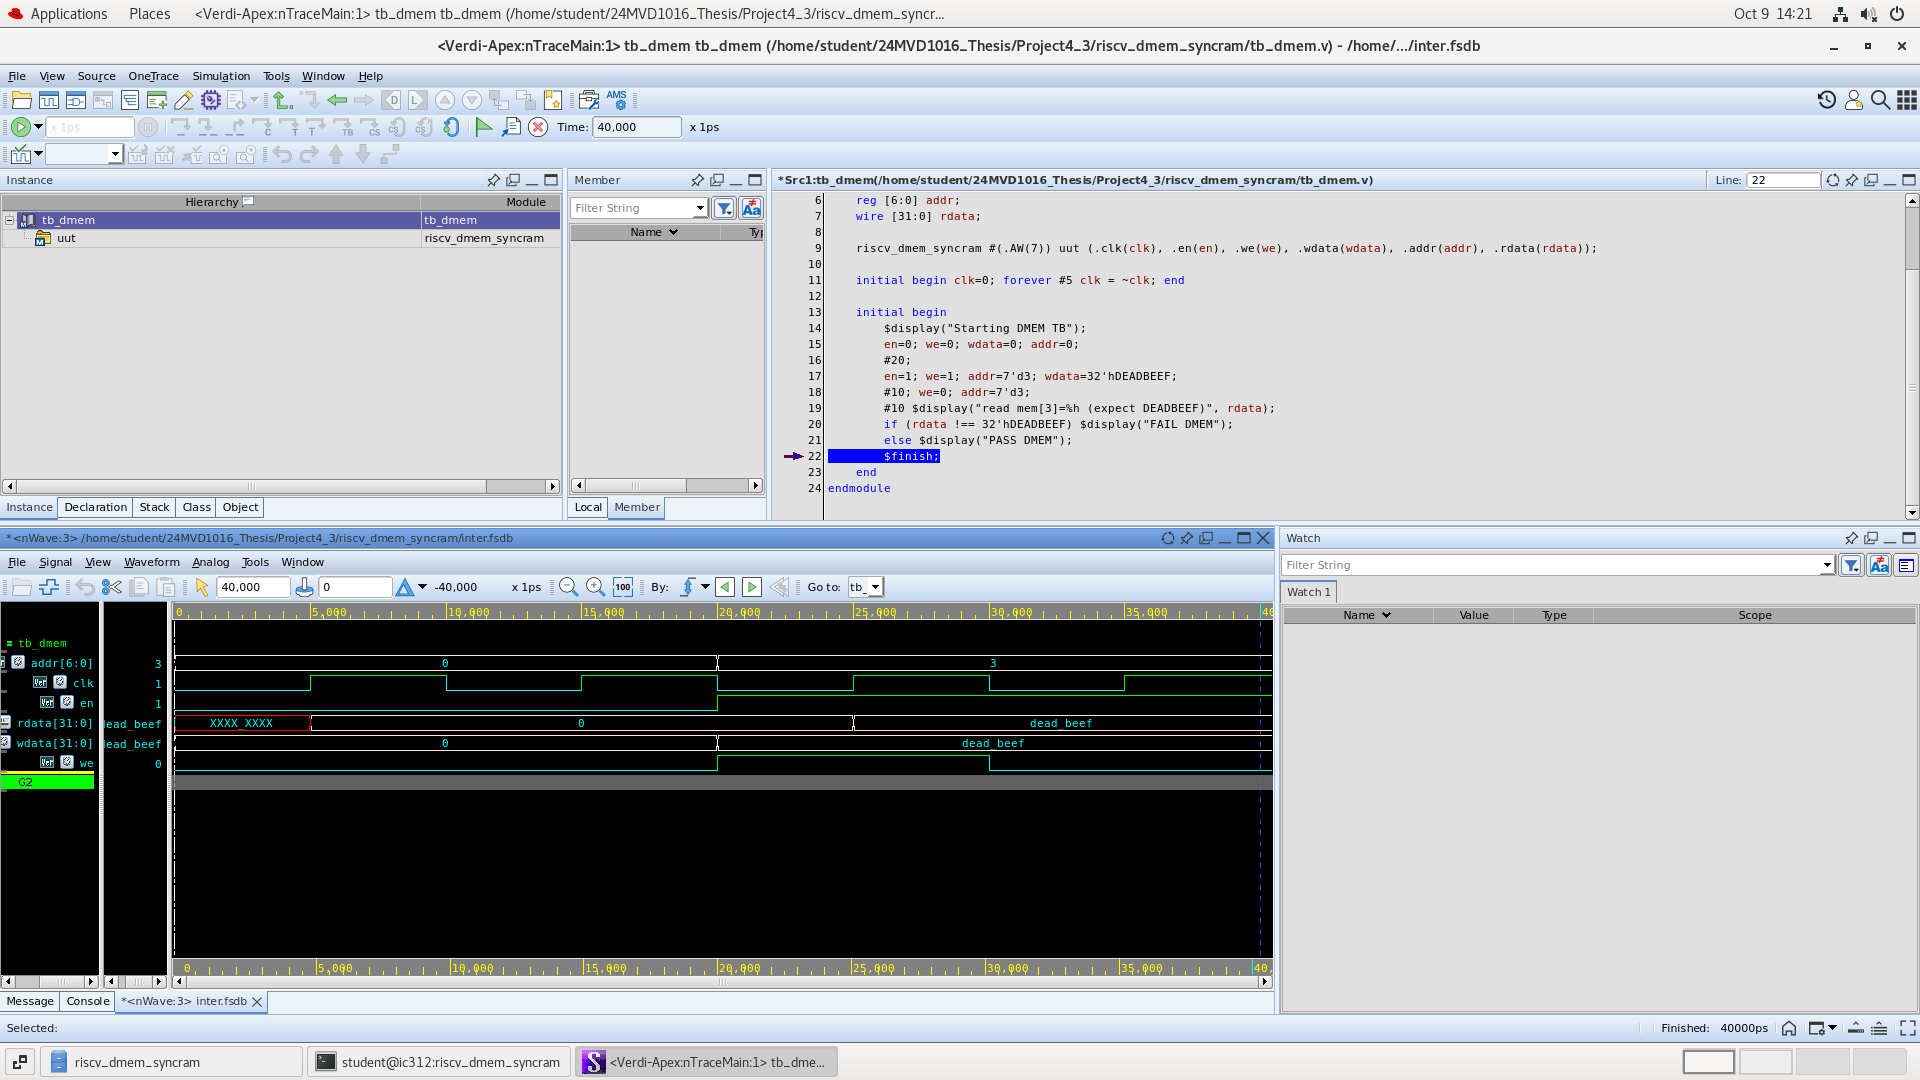 Applications Places <Verdi-Apex:nTraceMain:1> tb_dmem tb_dmem (/home/student/24MVD1016_Thesis/Project4_3/riscv_dmem_syncr... Oct 9 14:21
<Verdi-Apex:nTraceMain:1> tb_dmem tb_dmem (/home/student/24MVD1016_Thesis/Project4_3/riscv_dmem_syncram/tb_dmem.v) - /home/.../inter.fsdb
File View Source OneTrace Simulation Tools Window Help
D L AMS
x 1ps C T T TB CS CS CS Time: 40,000 x 1ps
Instance
Hierarchy Module
tb_dmem tb_dmem
uut riscv_dmem_syncram
Instance Declaration Stack Class Object
Member
Filter String Aa
Name Typ
Local Member
*Src1:tb_dmem(/home/student/24MVD1016_Thesis/Project4_3/riscv_dmem_syncram/tb_dmem.v) Line: 22
6 reg [6:0] addr;
7 wire [31:0] rdata;
8
9 riscv_dmem_syncram #(.AW(7)) uut (.clk(clk), .en(en), .we(we), .wdata(wdata), .addr(addr), .rdata(rdata));
10
11 initial begin clk=0; forever #5 clk = ~clk; end
12
13 initial begin
14 $display("Starting DMEM TB");
15 en=0; we=0; wdata=0; addr=0;
16 #20;
17 en=1; we=1; addr=7'd3; wdata=32'hDEADBEEF;
18 #10; we=0; addr=7'd3;
19 #10 $display("read mem[3]=%h (expect DEADBEEF)", rdata);
20 if (rdata !== 32'hDEADBEEF) $display("FAIL DMEM");
21 else $display("PASS DMEM");
22 $finish;
23 end
24 endmodule
*<nWave:3> /home/student/24MVD1016_Thesis/Project4_3/riscv_dmem_syncram/inter.fsdb
File Signal View Waveform Analog Tools Window
40,000 0 -40,000 x 1ps 100 By: Go to: tb_
0 5,000 10,000 15,000 20,000 25,000 30,000 35,000 40
= tb_dmem
addr[6:0] 3 0 3
Ver clk 1
Ver en 1
rdata[31:0] dead_beef XXXX_XXXX 0 dead_beef
wdata[31:0] dead_beef 0 dead_beef
Ver we 0
G2
0 5,000 10,000 15,000 20,000 25,000 30,000 35,000 40,
Message Console *<nWave:3> inter.fsdb
Watch
Filter String Aa
Watch 1
Name Value Type Scope
Selected: Finished: 40000ps
riscv_dmem_syncram student@ic312:riscv_dmem_syncram <Verdi-Apex:nTraceMain:1> tb_dme...